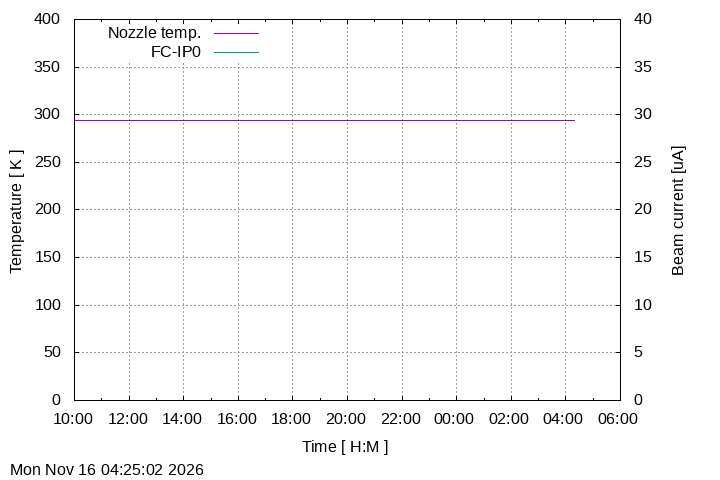 400
350
300
250
200
150
100
50
0
Temperature [ K ]
Nozzle temp.
FC-IP0
40
35
30
25
20
15
10
5
0
Beam current [uA]
10:00 12:00 14:00 16:00 18:00 20:00 22:00 00:00 02:00 04:00 06:00
Time [ H:M ]
Mon Nov 16 04:25:02 2026